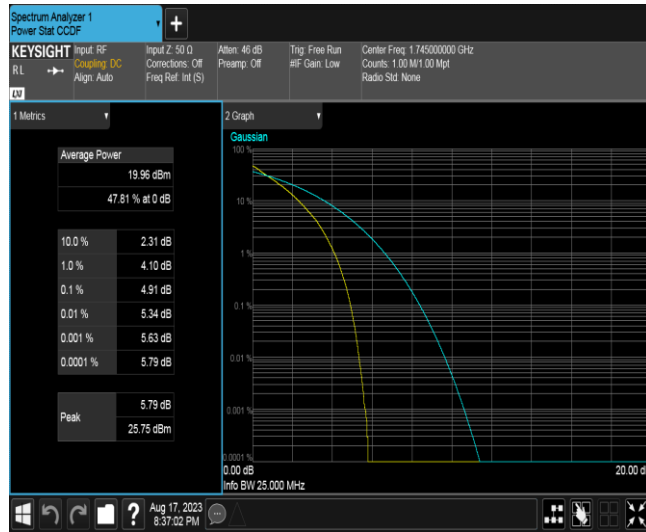 Spectrum Analyzer 1
Power Stat CCDF
KEYSIGHT
RL
LXI
Input: RF
Coupling: DC
Align: Auto
Input Z: 50 Ω
Corrections: Off
Freq Ref: Int (S)
Atten: 46 dB
Preamp: Off
Trig: Free Run
#IF Gain: Low
Center Freq: 1.745000000 GHz
Counts: 1.00 M/1.00 Mpt
Radio Std: None
1 Metrics
Average Power
19.96 dBm
47.81 % at 0 dB
10.0 % 2.31 dB
1.0 % 4.10 dB
0.1 % 4.91 dB
0.01 % 5.34 dB
0.001 % 5.63 dB
0.0001 % 5.79 dB
Peak
5.79 dB
25.75 dBm
2 Graph
Gaussian
100 %
10 %
1 %
0.1 %
0.01 %
0.001 %
0.0001 %
0.00 dB
20.00 d
Info BW 25.000 MHz
?
Aug 17, 2023
8:37:02 PM